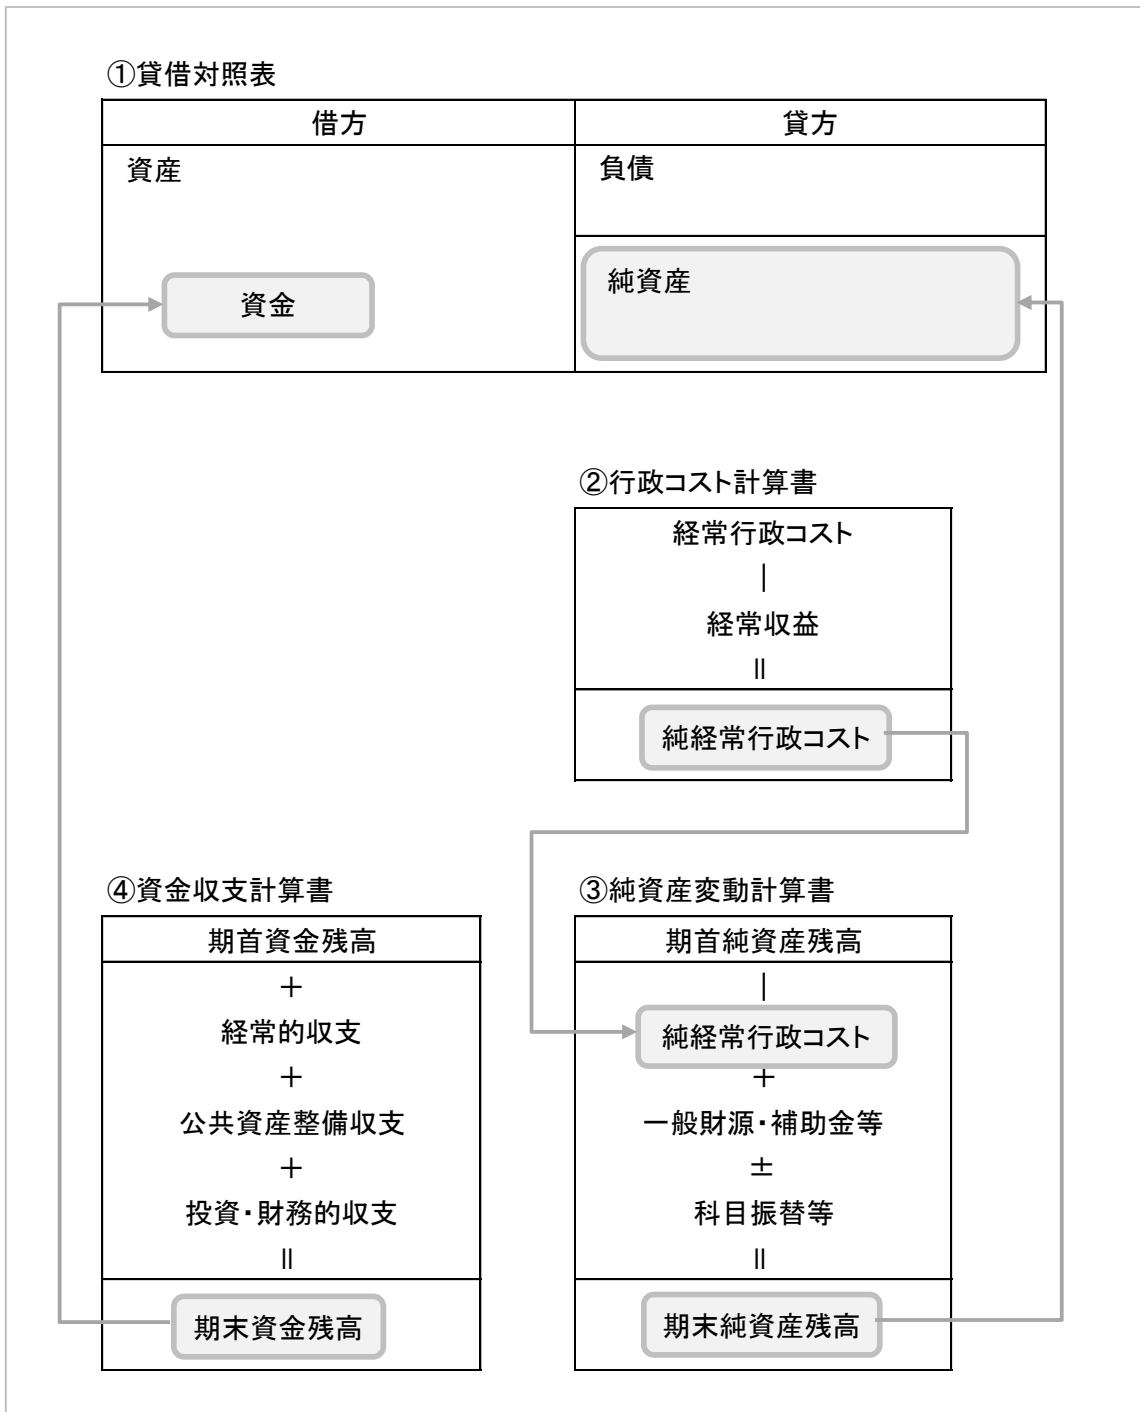 ①貸借対照表
借方
貸方
資産
負債
資金
純資産
②行政コスト計算書
経常行政コスト
|
経常収益
||
純経常行政コスト
④資金収支計算書
期首資金残高
＋
経常的収支
＋
公共資産整備収支
＋
投資・財務的収支
||
期末資金残高
③純資産変動計算書
期首純資産残高
|
純経常行政コスト
＋
一般財源・補助金等
±
科目振替等
||
期末純資産残高